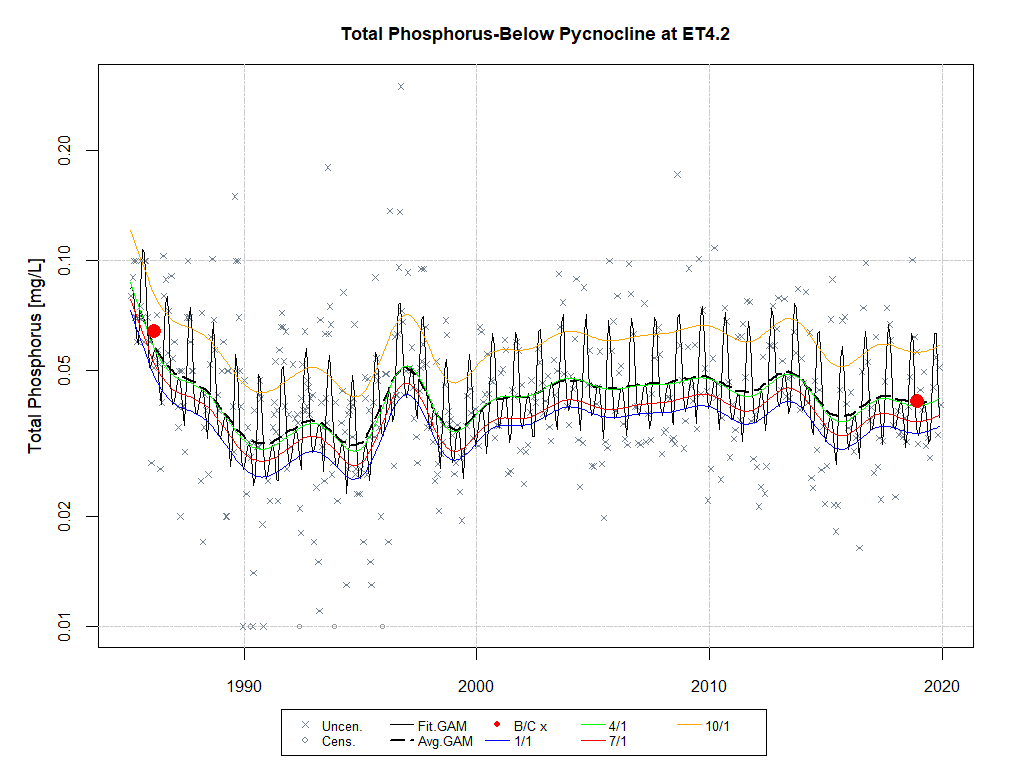 Total Phosphorus-Below Pycnocline at ET4.2
Total Phosphorus [mg/L]
0.20
0.10
0.05
0.02
0.01
1990 2000 2010 2020
Uncen. Fit.GAM B/C x 4/1 10/1
Cens. Avg.GAM 1/1 7/1